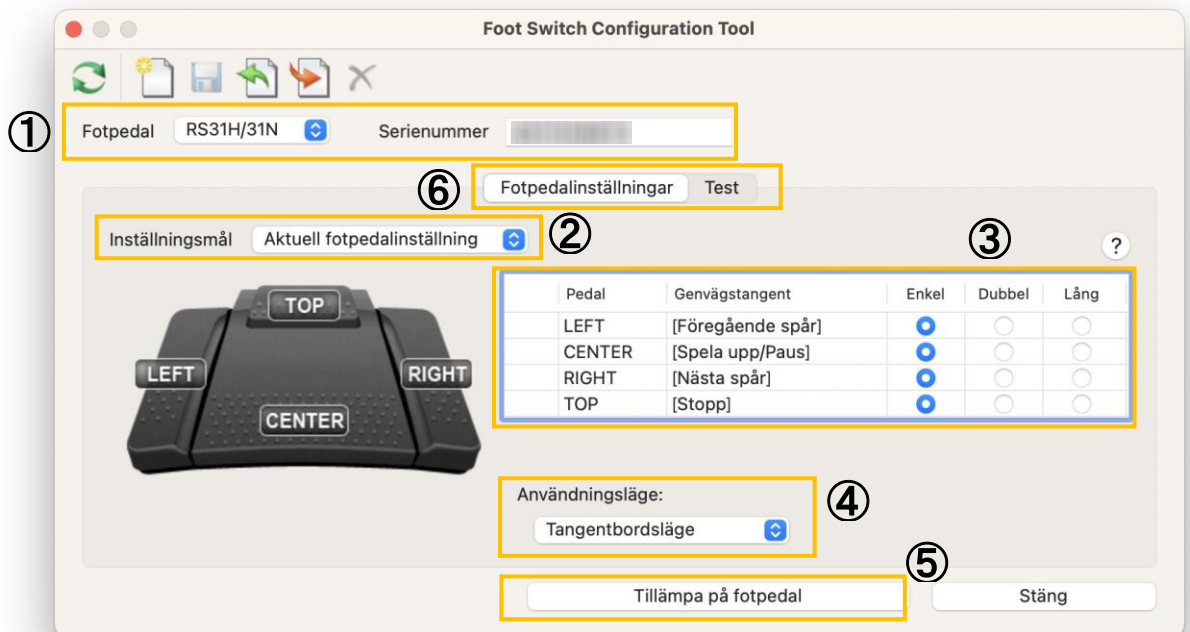 Foot Switch Configuration Tool
① Fotpedal RS31H/31N Serienummer
⑥ Fotpedalinställningar Test
Inställningsmål Aktuell fotpedalinställning ② ③ ?
TOP
LEFT
RIGHT
CENTER
Pedal Genvägstangent Enkel Dubbel Lång
LEFT [Föregående spår]
CENTER [Spela upp/Paus]
RIGHT [Nästa spår]
TOP [Stopp]
Användningsläge: ④
Tangentbordsläge
⑤
Tillämpa på fotpedal Stäng